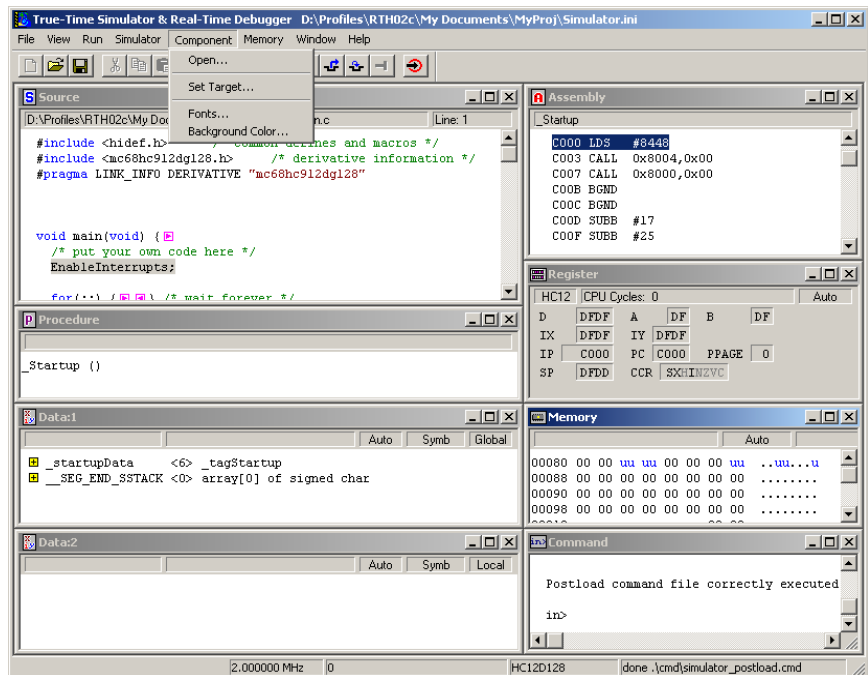 True-Time Simulator & Real-Time Debugger D:\Profiles\RTH02c\My Documents\MyProj\Simulator.ini
File View Run Simulator Component Memory Window Help
Open...
Set Target...
Fonts...
Background Color...
Source
D:\Profiles\RTH02c\My Doc n.c Line: 1
#include <hidef.h> /* common defines and macros */
#include <mc68hc912dg128.h> /* derivative information */
#pragma LINK_INFO DERIVATIVE "mc68hc912dg128"
void main(void) {
/* put your own code here */
EnableInterrupts;
for(;;) { } /* wait forever */
Assembly
_Startup
C000 LDS #8448
C003 CALL 0x8004,0x00
C007 CALL 0x8000,0x00
C00B BGND
C00C BGND
C00D SUBB #17
C00F SUBB #25
Procedure
_Startup ()
Register
HC12 CPU Cycles: 0 Auto
D DFDF A DF B DF
IX DFDF IY DFDF
IP C000 PC C000 PPAGE 0
SP DFDD CCR SXHINZVC
Data:1
Auto Symb Global
_startupData <6> _tagStartup
__SEG_END_SSTACK <0> array[0] of signed char
Memory
Auto
00080 00 00 uu uu 00 00 00 uu ..uu...u
00088 00 00 00 00 00 00 00 00 ........
00090 00 00 00 00 00 00 00 00 ........
00098 00 00 00 00 00 00 00 00 ........
Data:2
Auto Symb Local
Command
Postload command file correctly executed
in>
2.000000 MHz 0 HC12D128 done .\cmd\simulator_postload.cmd